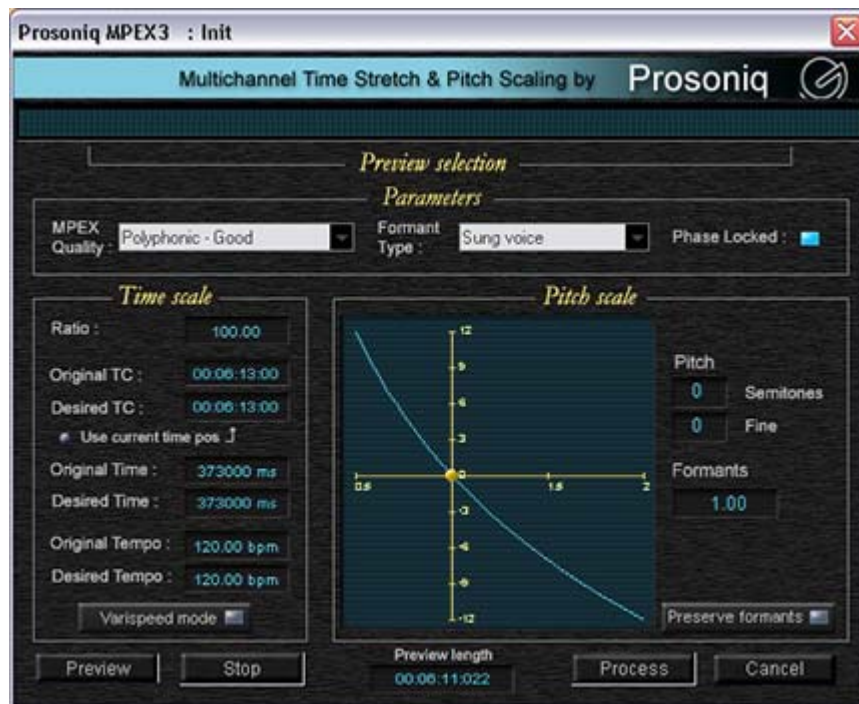 Prosoniq MPEX3 : Init
Multichannel Time Stretch & Pitch Scaling by Prosoniq
Preview selection
Parameters
MPEX Quality : Polyphonic - Good
Formant Type : Sung voice
Phase Locked :
Time scale
Ratio : 100.00
Original TC : 00:06:13:00
Desired TC : 00:06:13:00
Use current time pos
Original Time : 373000 ms
Desired Time : 373000 ms
Original Tempo : 120.00 bpm
Desired Tempo : 120.00 bpm
Varispeed mode
Pitch scale
12
9
6
3
0
0.5
1.5
2
-3
-6
-9
-12
Pitch
0 Semitones
0 Fine
Formants
1.00
Preserve formants
Preview
Stop
Preview length
00:06:11:022
Process
Cancel